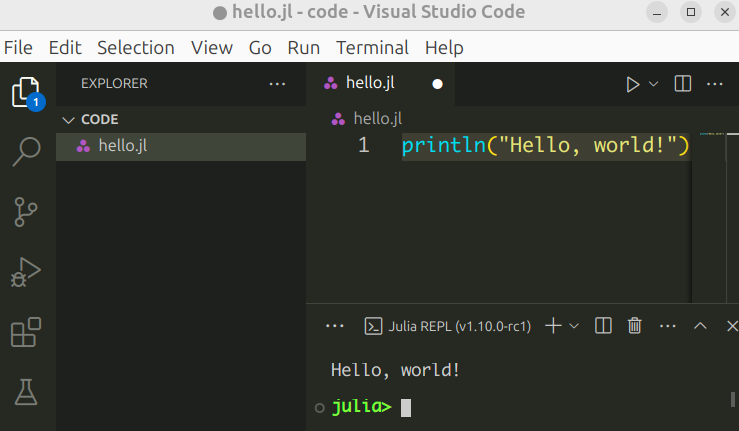 hello.jl - code - Visual Studio Code
File Edit Selection View Go Run Terminal Help
1
EXPLORER
CODE
hello.jl
hello.jl
hello.jl
1 println("Hello, world!")
Julia REPL (v1.10.0-rc1)
Hello, world!
julia>